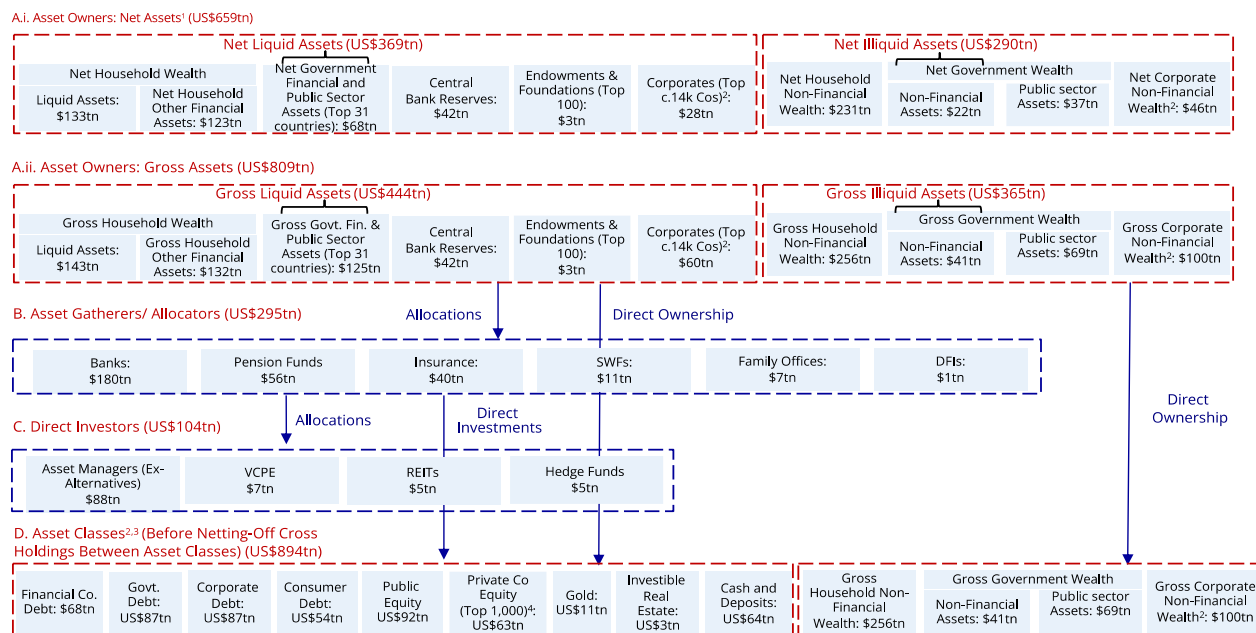 A.i. Asset Owners: Net Assets¹ (US$659tn)
Net Liquid Assets (US$369tn)
Net Household Wealth
Liquid Assets:
$133tn
Net Household
Other Financial
Assets: $123tn
Net Government
Financial and
Public Sector
Assets (Top 31
countries): $68tn
Central
Bank Reserves:
$42tn
Endowments &
Foundations (Top
100):
$3tn
Corporates (Top
c.14k Cos)²:
$28tn
Net Illiquid Assets (US$290tn)
Net Household
Non-Financial
Wealth: $231tn
Net Government Wealth
Non-Financial
Assets: $22tn
Public sector
Assets: $37tn
Net Corporate
Non-Financial
Wealth²: $46tn
A.ii. Asset Owners: Gross Assets (US$809tn)
Gross Liquid Assets (US$444tn)
Gross Household Wealth
Liquid Assets:
$143tn
Gross Household
Other Financial
Assets: $132tn
Gross Govt. Fin. &
Public Sector
Assets (Top 31
countries): $125tn
Central
Bank Reserves:
$42tn
Endowments &
Foundations (Top
100):
$3tn
Corporates (Top
c.14k Cos)²:
$60tn
Gross Illiquid Assets (US$365tn)
Gross Household
Non-Financial
Wealth: $256tn
Gross Government Wealth
Non-Financial
Assets: $41tn
Public sector
Assets: $69tn
Gross Corporate
Non-Financial
Wealth²: $100tn
B. Asset Gatherers/ Allocators (US$295tn)
Allocations
Direct Ownership
Banks:
$180tn
Pension Funds
$56tn
Insurance:
$40tn
SWFs:
$11tn
Family Offices:
$7tn
DFIs:
$1tn
Allocations
Direct
Investments
Direct
Ownership
C. Direct Investors (US$104tn)
Asset Managers (Ex-
Alternatives)
$88tn
VCPE
$7tn
REITs
$5tn
Hedge Funds
$5tn
D. Asset Classes²,³ (Before Netting-Off Cross
Holdings Between Asset Classes) (US$894tn)
Financial Co.
Debt: $68tn
Govt.
Debt:
US$87tn
Corporate
Debt:
US$87tn
Consumer
Debt:
US$54tn
Public
Equity
US$92tn
Private Co
Equity
(Top 1,000)⁴:
US$63tn
Gold:
US$11tn
Investible
Real
Estate:
US$3tn
Cash and
Deposits:
US$64tn
Gross
Household Non-
Financial
Wealth: $256tn
Gross Government Wealth
Non-Financial
Assets: $41tn
Public sector
Assets: $69tn
Gross Corporate
Non-Financial
Wealth²: $100tn